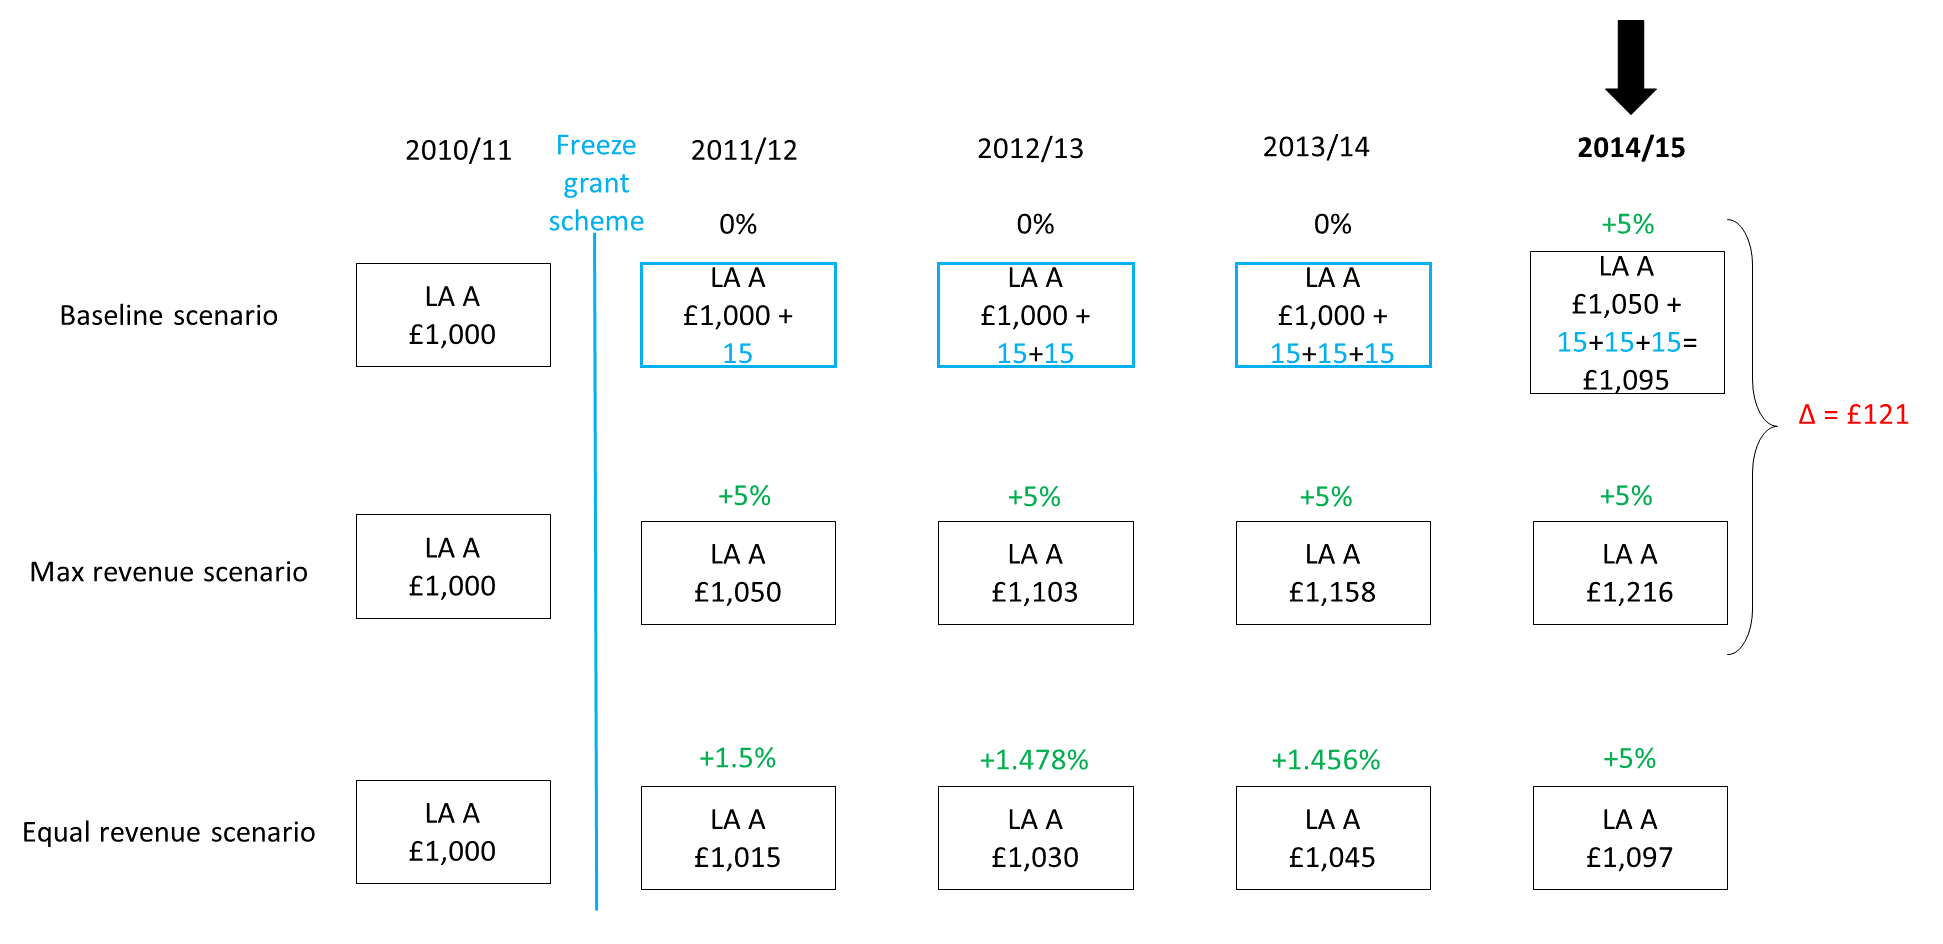 2010/11
Freeze
grant
scheme
2011/12
2012/13
2013/14
2014/15
0%
0%
0%
+5%
Baseline scenario
LA A
£1,000
LA A
£1,000 +
15
LA A
£1,000 +
15+15
LA A
£1,000 +
15+15+15
LA A
£1,050 +
15+15+15=
£1,095
Δ = £121
+5%
+5%
+5%
+5%
Max revenue scenario
LA A
£1,000
LA A
£1,050
LA A
£1,103
LA A
£1,158
LA A
£1,216
+1.5%
+1.478%
+1.456%
+5%
Equal revenue scenario
LA A
£1,000
LA A
£1,015
LA A
£1,030
LA A
£1,045
LA A
£1,097